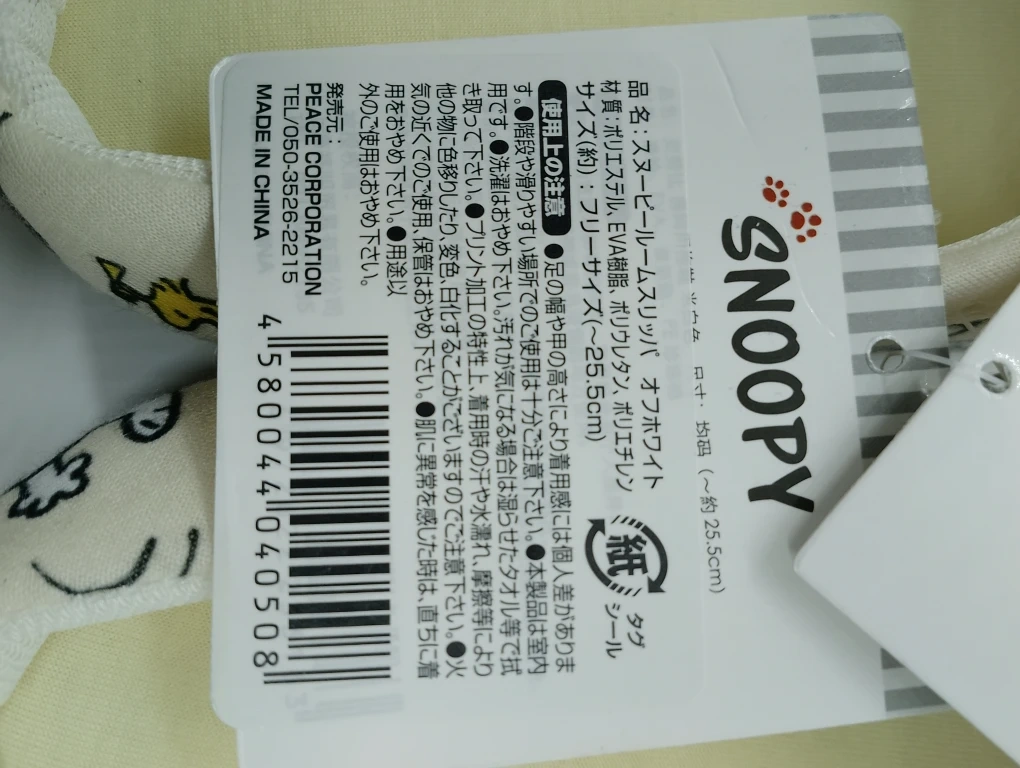 SNOOPY
尺寸: 均码 (～約 25.5cm)
品 名:スヌーピールームスリッパ オフホワイト
材 質:ポリエステル、EVA樹脂、ポリウレタン、ポリエチレン
サイズ(約):フリーサイズ(～25.5cm)
紙
タグ
シール
使用上の注意 ●足の幅や甲の高さにより着用感には個人差がありま
す。●階段や滑りやすい場所でのご使用は十分ご注意下さい。●本製品は室内
用です。●洗濯はおやめ下さい。汚れが気になる場合は湿らせたタオル等で拭
き取って下さい。●プリント加工の特性上、着用時の汗や水濡れ、摩擦等により
他の物に色移りしたり、変色、白化することがございますのでご注意下さい。●火
気の近くでのご使用、保管はおやめ下さい。●肌に異常を感じた時は、直ちに着
用をおやめ下さい。●用途以
外のご使用はおやめ下さい。
発売元:
PEACE CORPORATION
TEL/050-3526-2215
MADE IN CHINA
4 580044 040508